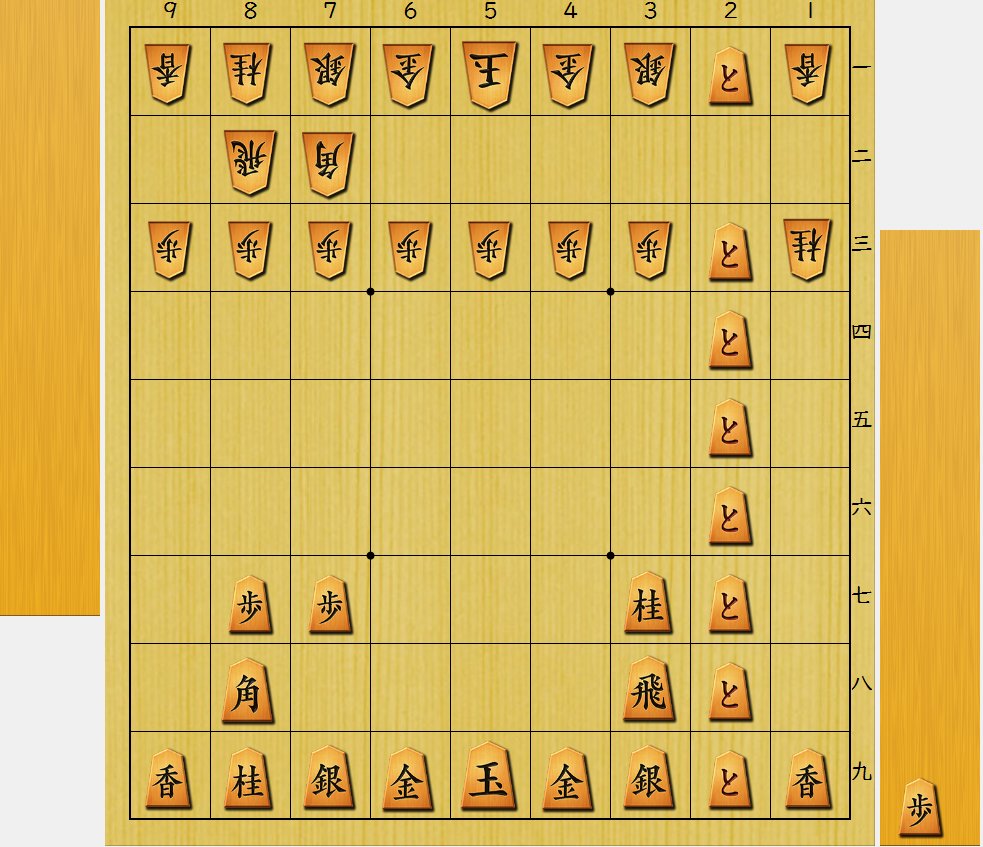 9 8 7 6 5 4 3 2 1
香 桂 銀 金 王 金 銀 と 香 一
飛 角 二
歩 歩 歩 歩 歩 歩 歩 と 桂 三
と 四
と 五
と 六
歩 歩 桂 と 七
角 飛 と 八
香 桂 銀 金 玉 金 銀 と 香 九
歩